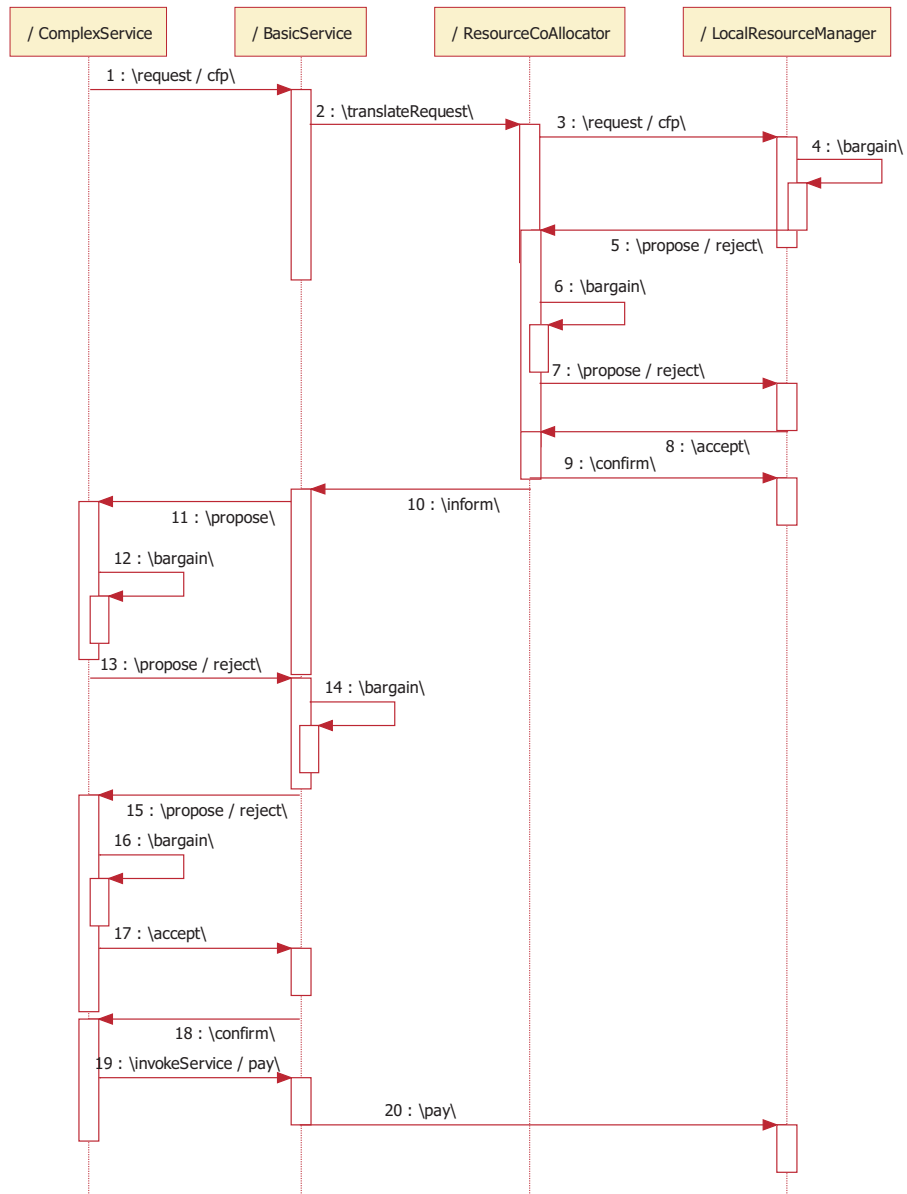 / ComplexService
/ BasicService
/ ResourceCoAllocator
/ LocalResourceManager
1 : \request / cfp\
2 : \translateRequest\
3 : \request / cfp\
4 : \bargain\
5 : \propose / reject\
6 : \bargain\
7 : \propose / reject\
8 : \accept\
9 : \confirm\
10 : \inform\
11 : \propose\
12 : \bargain\
13 : \propose / reject\
14 : \bargain\
15 : \propose / reject\
16 : \bargain\
17 : \accept\
18 : \confirm\
19 : \invokeService / pay\
20 : \pay\